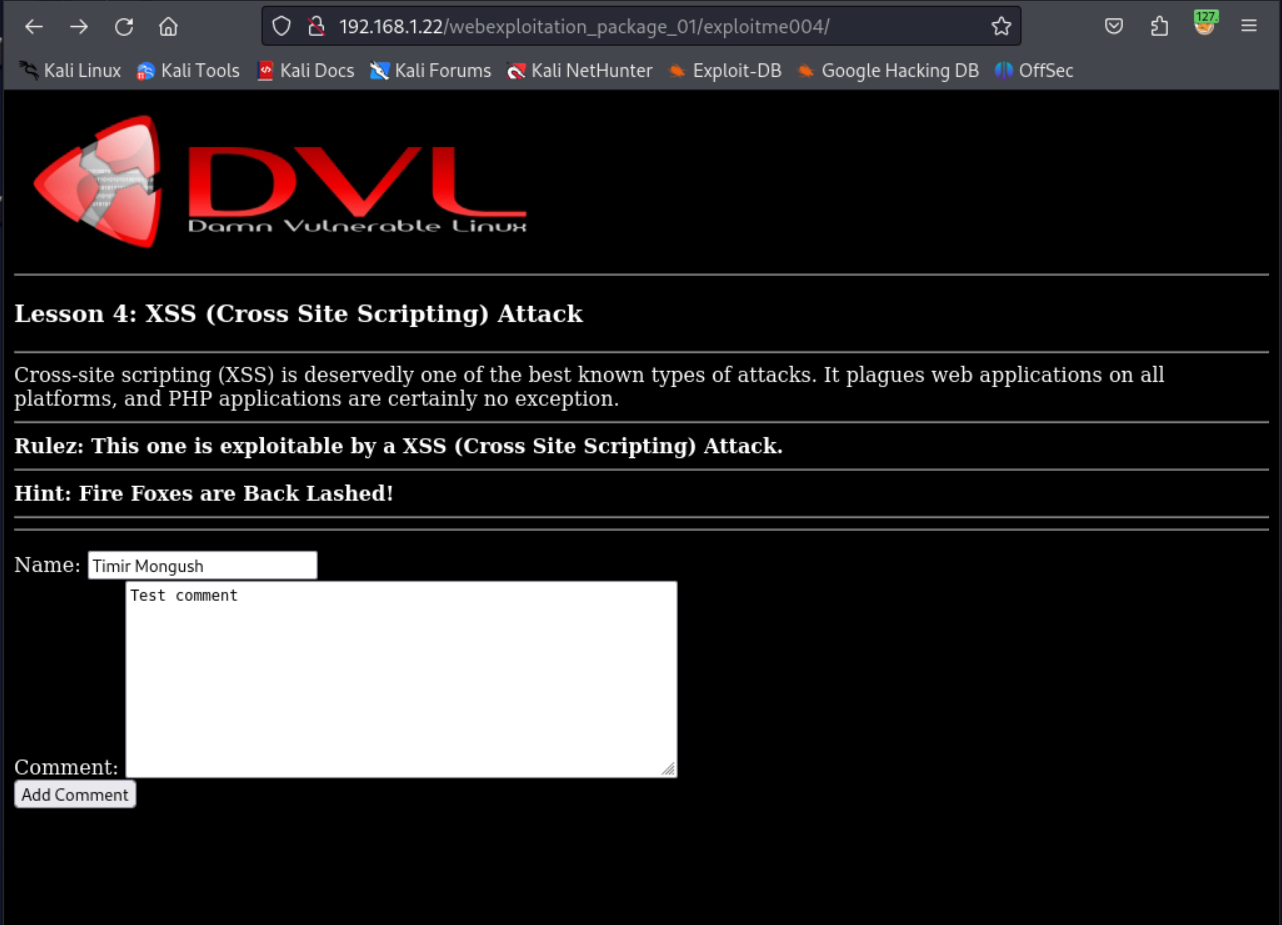 127.
192.168.1.22/webexploitation_package_01/exploitme004/
Kali Linux Kali Tools Kali Docs Kali Forums Kali NetHunter Exploit-DB Google Hacking DB OffSec
DVL
Damn Vulnerable Linux
Lesson 4: XSS (Cross Site Scripting) Attack
Cross-site scripting (XSS) is deservedly one of the best known types of attacks. It plagues web applications on all
platforms, and PHP applications are certainly no exception.
Rulez: This one is exploitable by a XSS (Cross Site Scripting) Attack.
Hint: Fire Foxes are Back Lashed!
Name: Timir Mongush
Test comment
Comment:
Add Comment